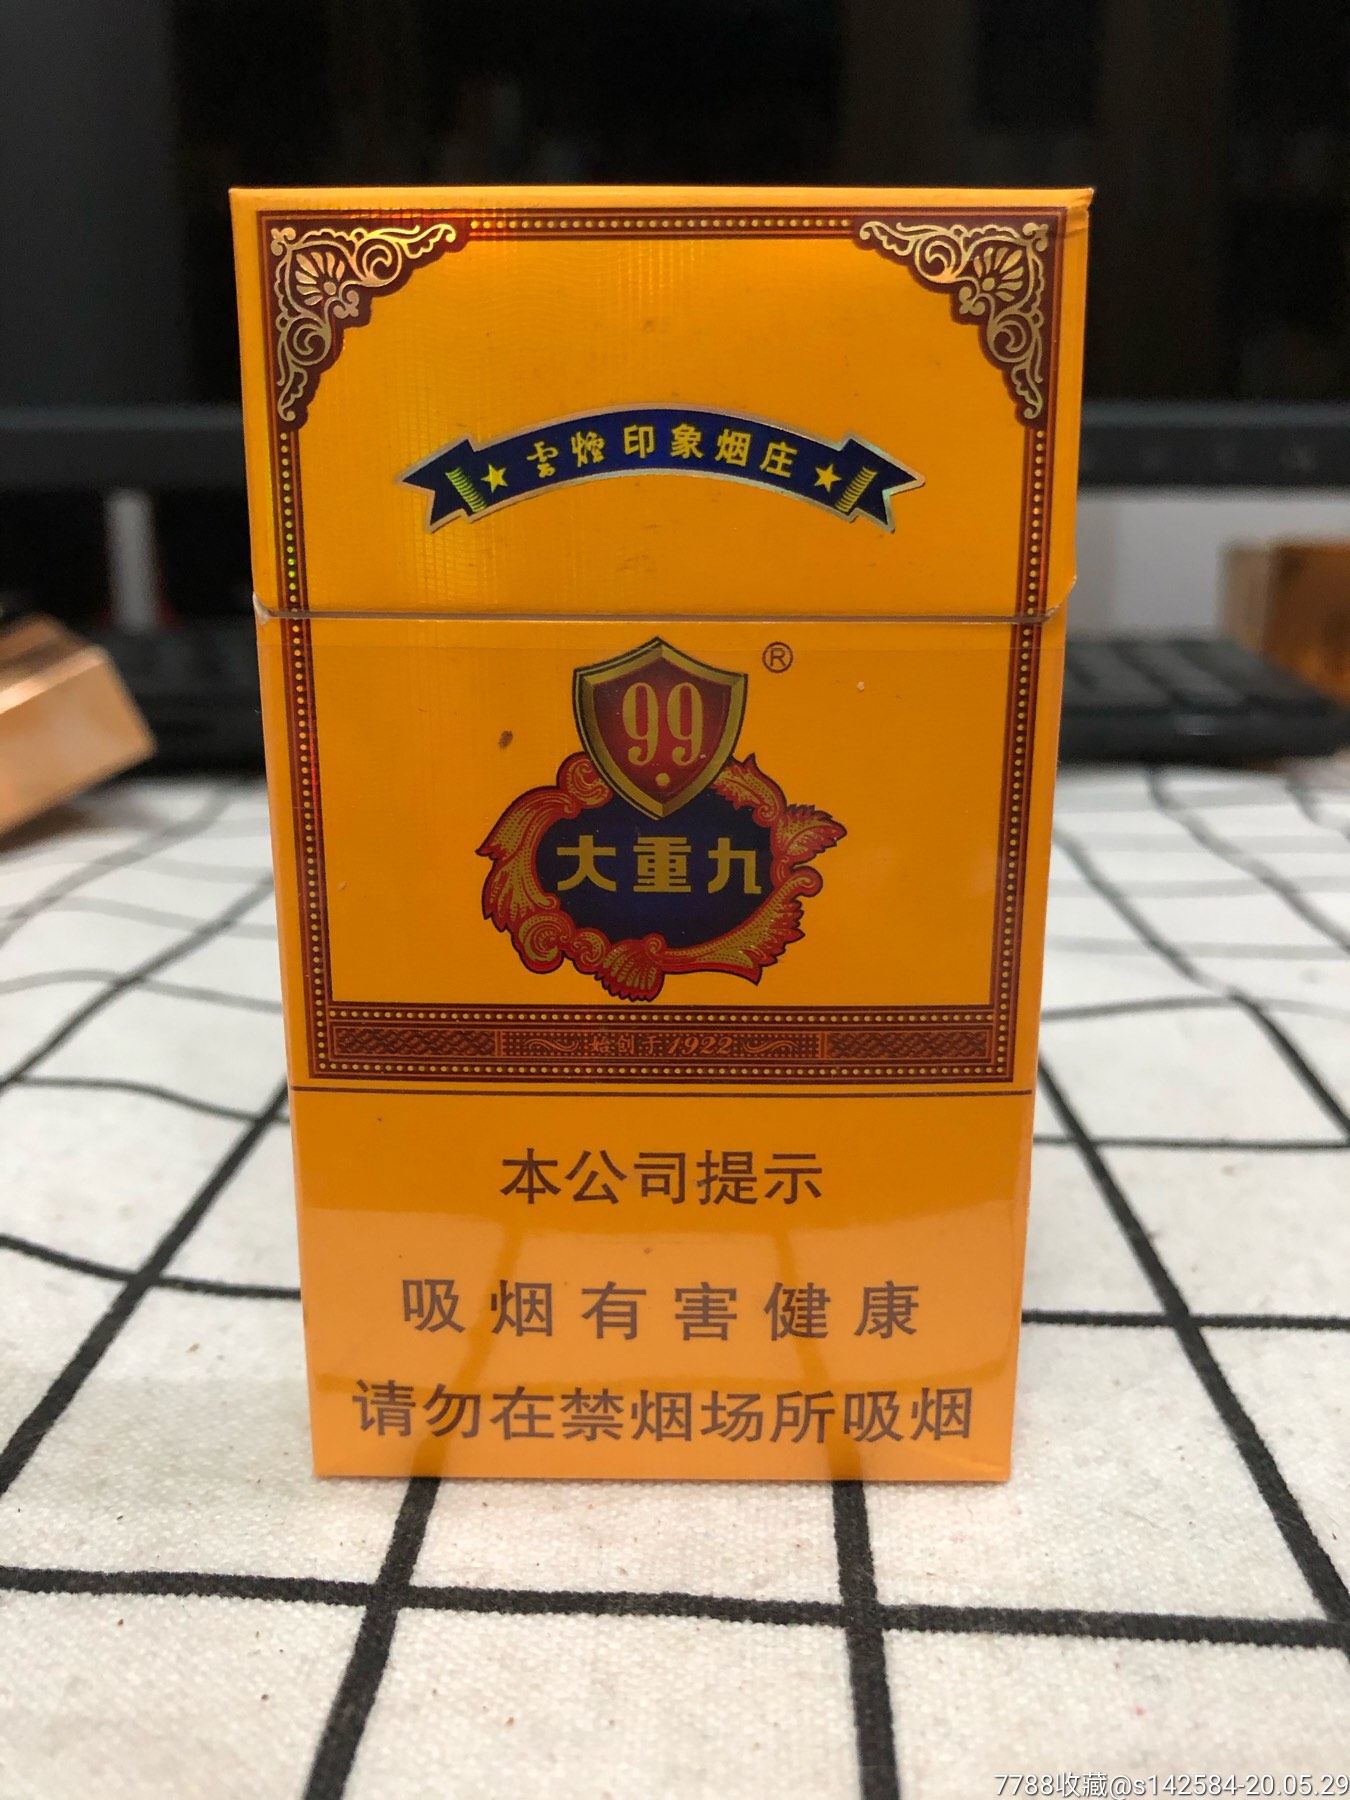 雲煙印象烟庄
®
99
大重九
始创于1922
本公司提示
吸烟有害健康
请勿在禁烟场所吸烟
7788收藏@s142584-20.05.29